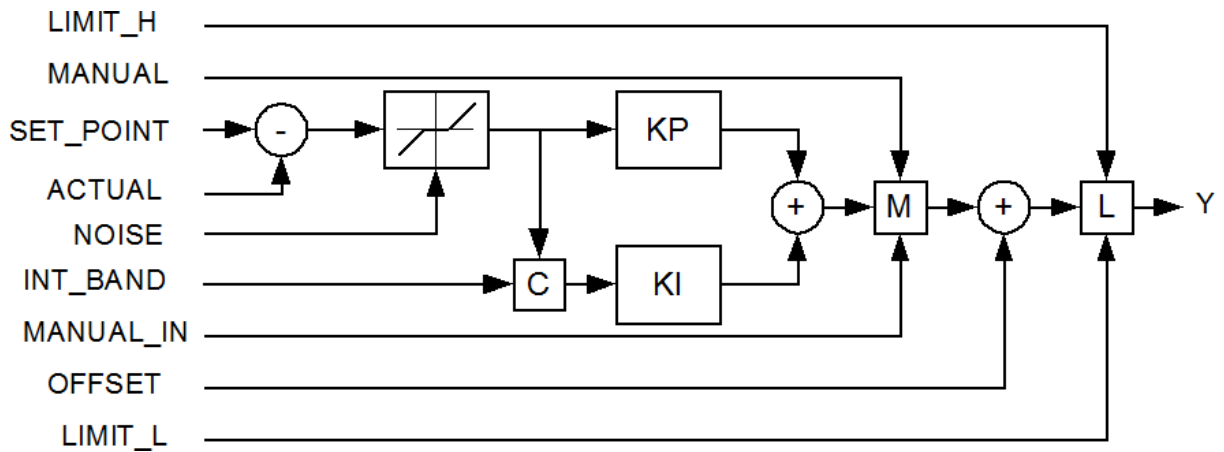 LIMIT_H
MANUAL
SET_POINT
-
KP
ACTUAL
+
M
+
L
Y
NOISE
INT_BAND
C
KI
MANUAL_IN
OFFSET
LIMIT_L